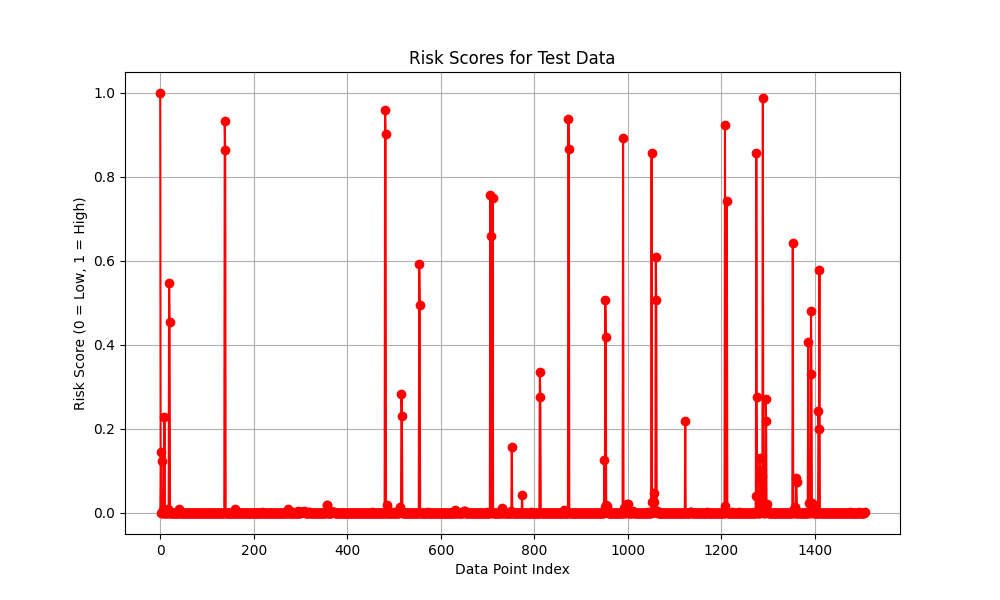 Risk Scores for Test Data
Risk Score (0 = Low, 1 = High)
1.0
0.8
0.6
0.4
0.2
0.0
0 200 400 600 800 1000 1200 1400
Data Point Index